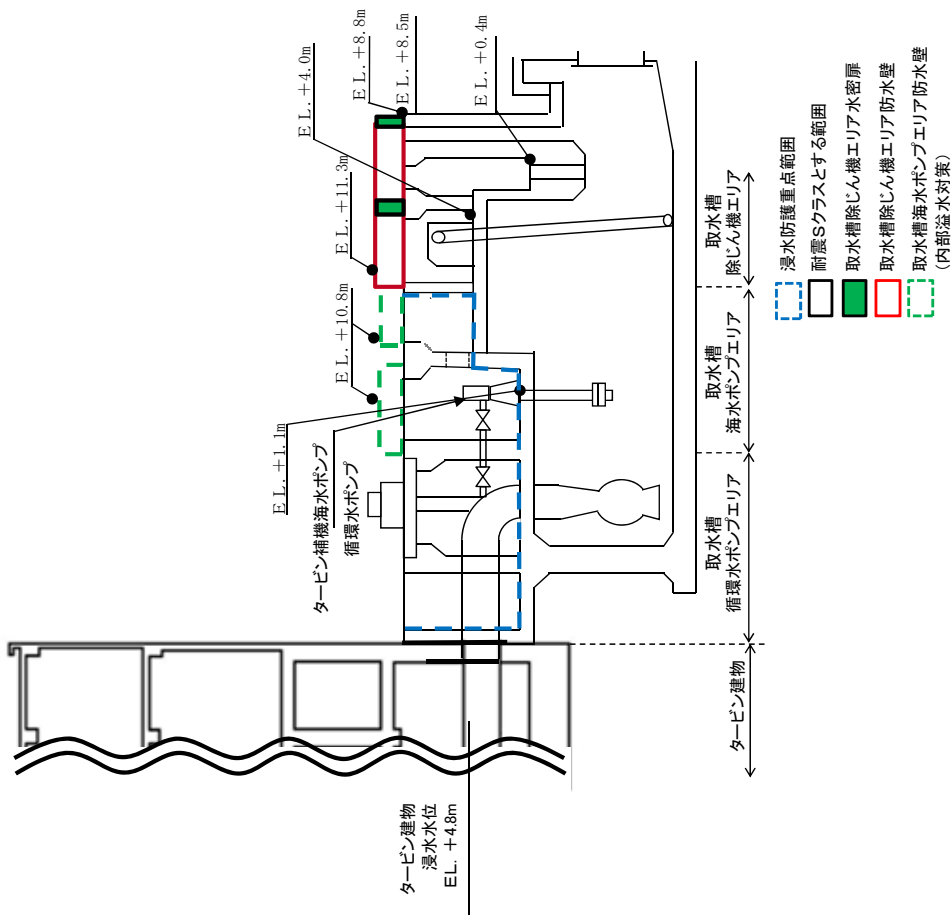 EL. +8.8m
EL. +8.5m
EL. +4.0m
EL. +0.4m
EL. +11.3m
EL. +10.8m
EL. +1.1m
タービン補機海水ポンプ
循環水ポンプ
タービン建物
浸水水位
EL. +4.8m
タービン建物
取水槽
循環水ポンプエリア
取水槽
海水ポンプエリア
取水槽
除じん機エリア
浸水防護重点範囲
耐震Sクラスとする範囲
取水槽除じん機エリア水密扉
取水槽除じん機エリア防水壁
取水槽海水ポンプエリア防水壁
(内部溢水対策)